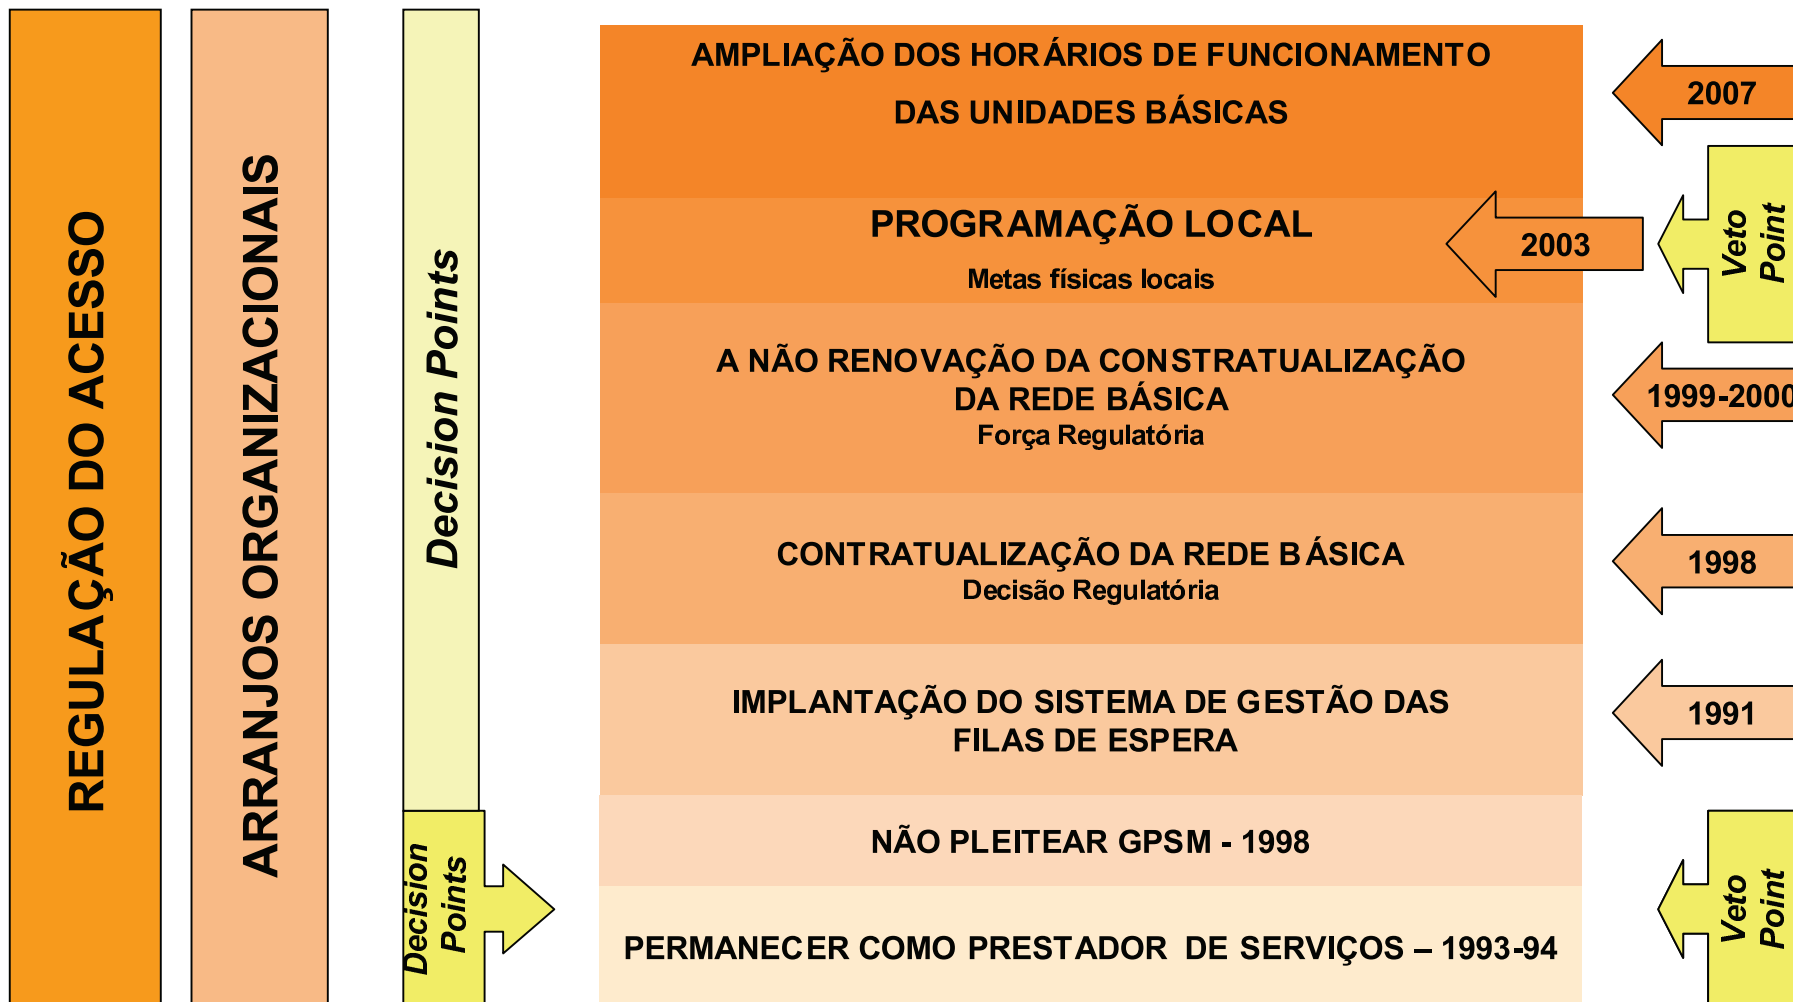 REGULAÇÃO DO ACESSO
ARRANJOS ORGANIZACIONAIS
Decision Points
Decision
Points
AMPLIAÇÃO DOS HORÁRIOS DE FUNCIONAMENTO
DAS UNIDADES BÁSICAS
2007
PROGRAMAÇÃO LOCAL
Metas físicas locais
2003
Veto
Point
A NÃO RENOVAÇÃO DA CONSTRATUALIZAÇÃO
DA REDE BÁSICA
Força Regulatória
1999-2000
CONTRATUALIZAÇÃO DA REDE BÁSICA
Decisão Regulatória
1998
IMPLANTAÇÃO DO SISTEMA DE GESTÃO DAS
FILAS DE ESPERA
1991
NÃO PLEITEAR GPSM - 1998
PERMANECER COMO PRESTADOR DE SERVIÇOS – 1993-94
Veto
Point